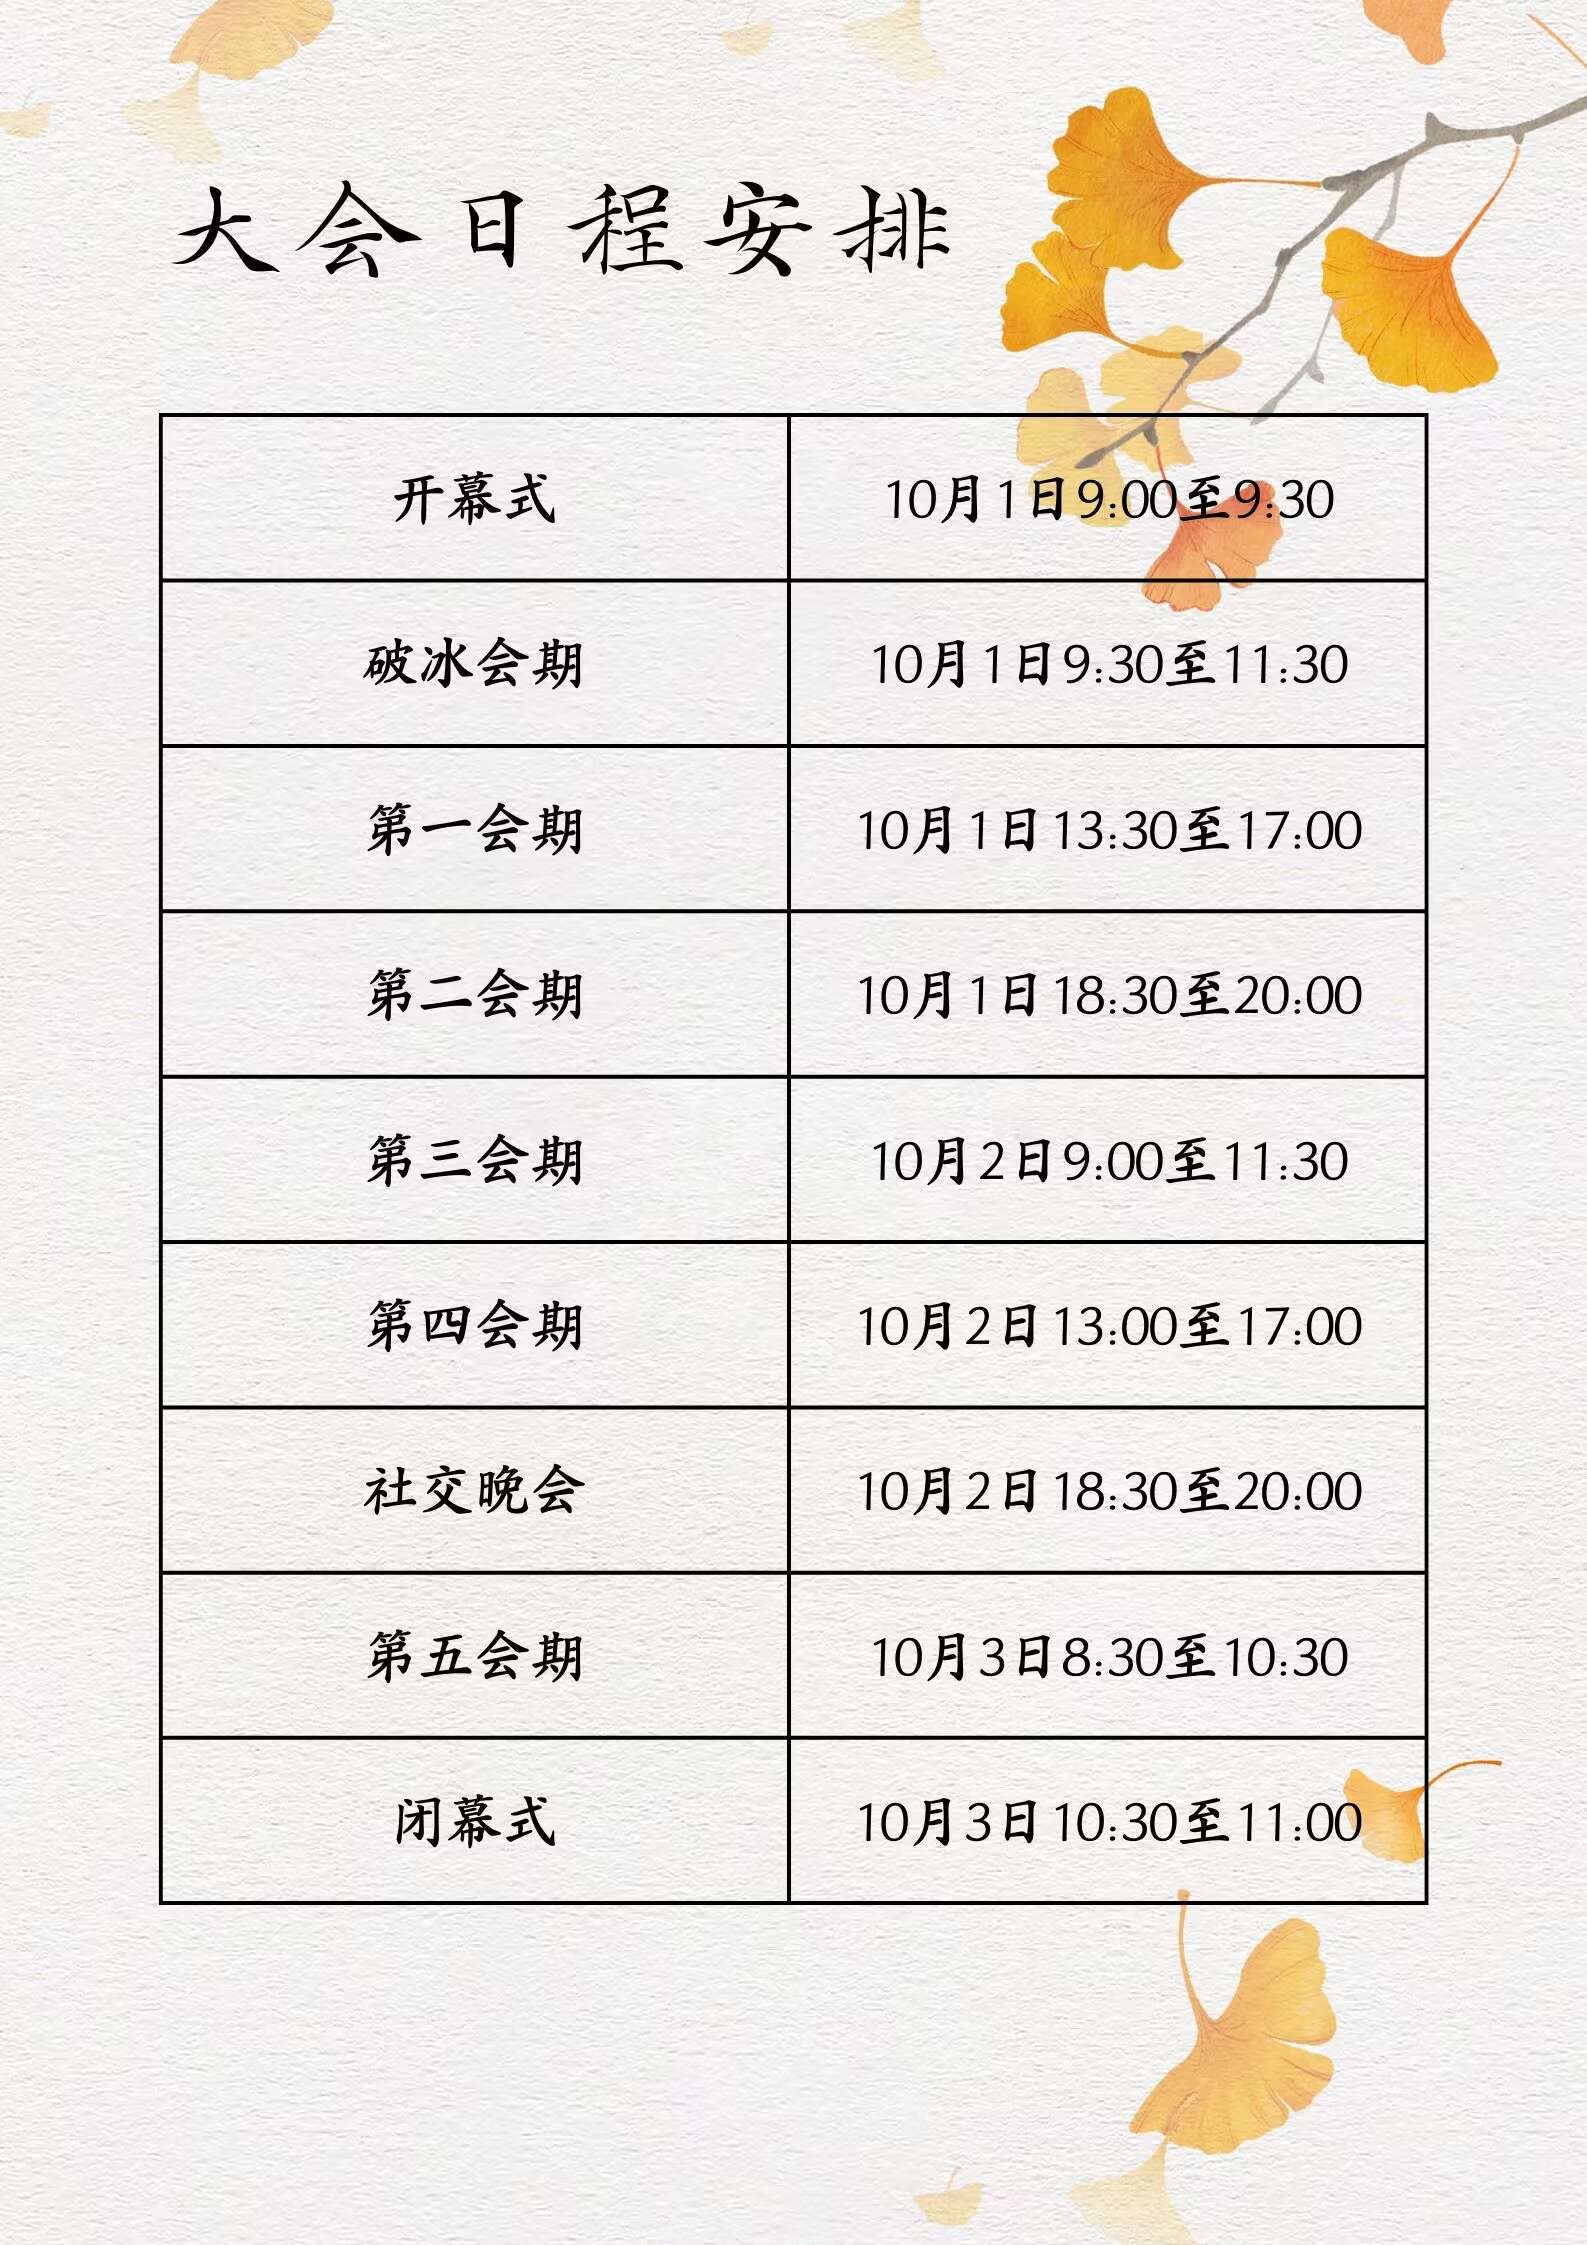 大会日程安排
开幕式 10月1日9:00至9:30
破冰会期 10月1日9:30至11:30
第一会期 10月1日13:30至17:00
第二会期 10月1日18:30至20:00
第三会期 10月2日9:00至11:30
第四会期 10月2日13:00至17:00
社交晚会 10月2日18:30至20:00
第五会期 10月3日8:30至10:30
闭幕式 10月3日10:30至11:00